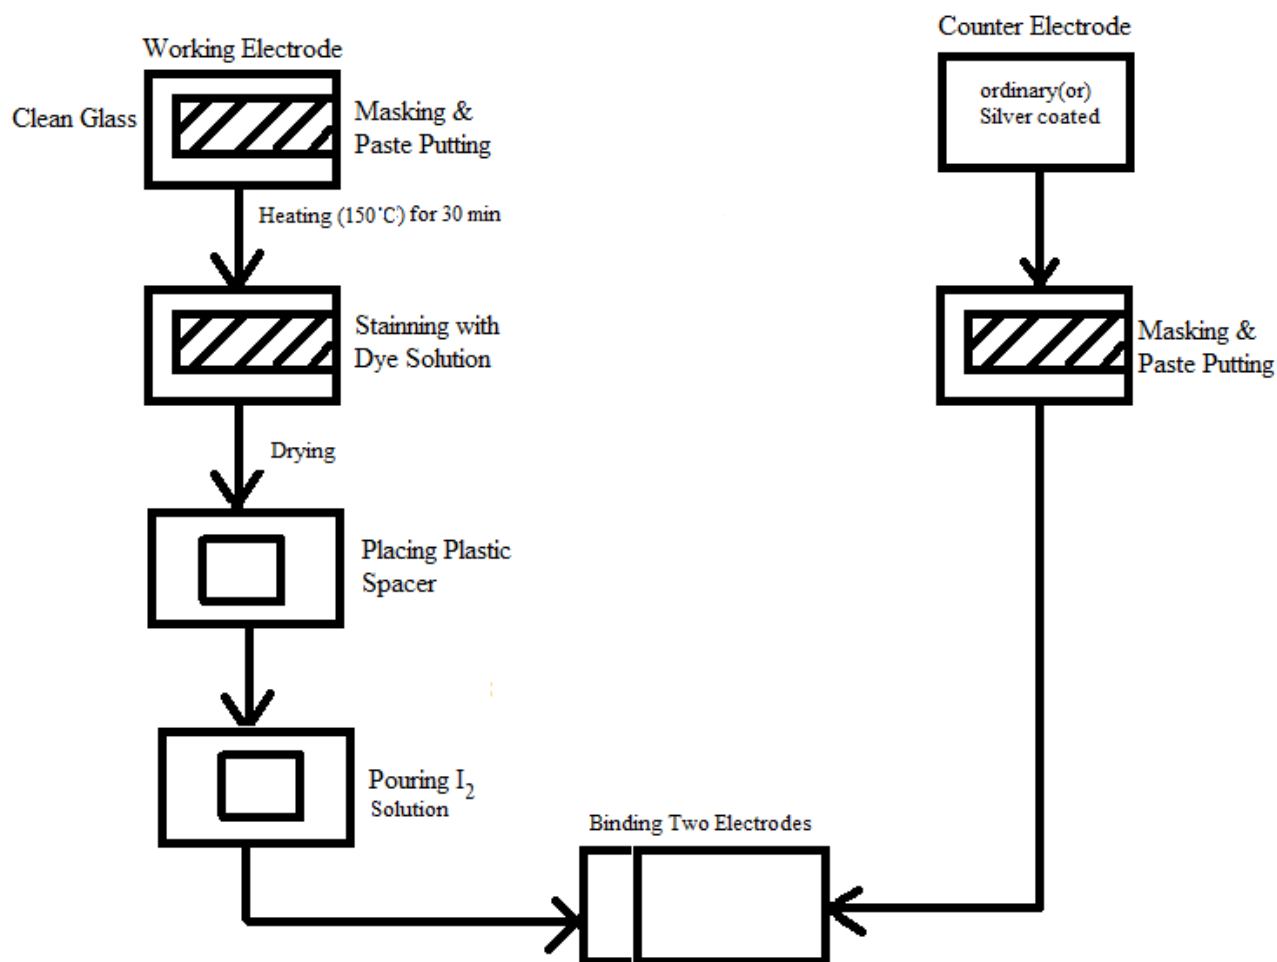 Working Electrode
Clean Glass
Masking &
Paste Putting
Heating (150°C) for 30 min
Stainning with
Dye Solution
Drying
Placing Plastic
Spacer
Pouring I2
Solution
Counter Electrode
ordinary(or)
Silver coated
Masking &
Paste Putting
Binding Two Electrodes